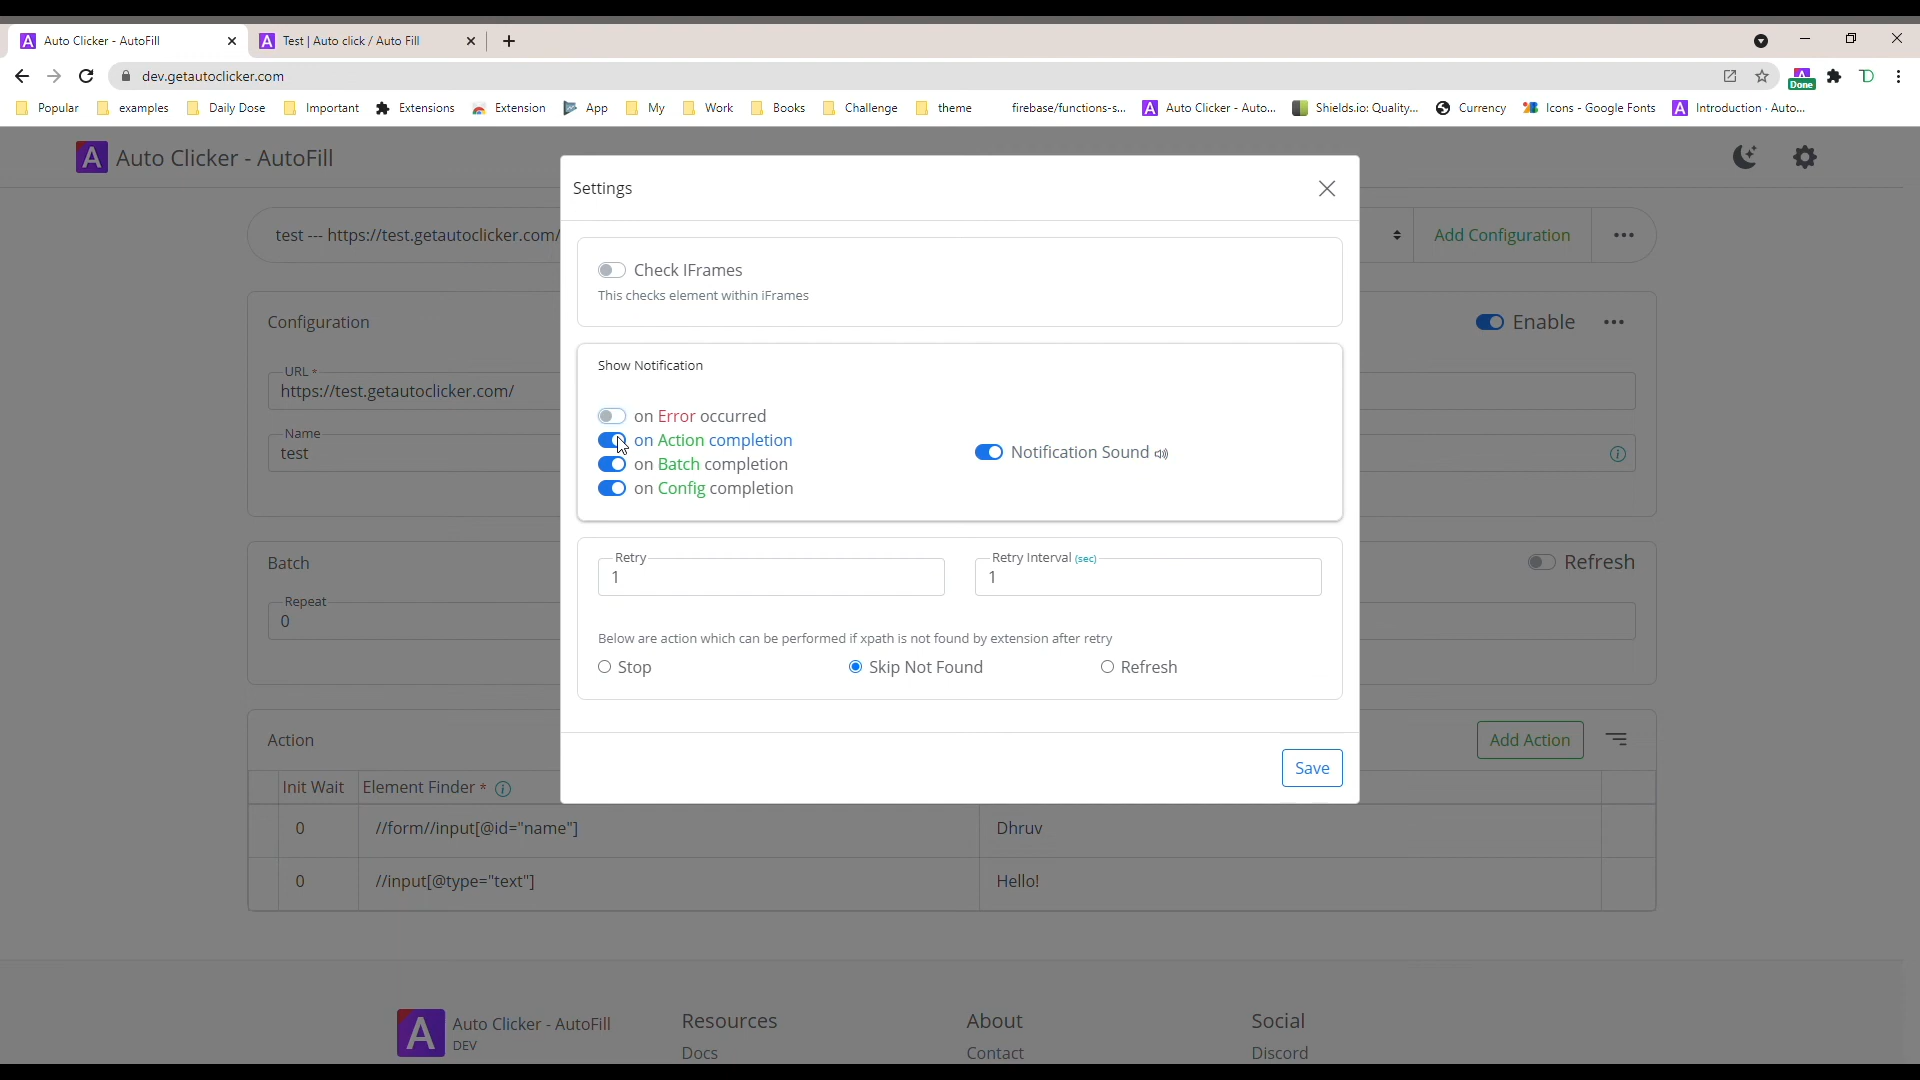 Auto Clicker - AutoFill
Test | Auto click / Auto Fill
dev.getautoclicker.com
Done
Popular
examples
Daily Dose
Important
Extensions
Extension
App
My
Work
Books
Challenge
theme
firebase/functions-s...
Auto Clicker - Auto...
Shields.io: Quality...
Currency
Icons - Google Fonts
Introduction · Auto...
A Auto Clicker - AutoFill
Settings
test --- https://test.getautoclicker.com/
Add Configuration
Check IFrames
This checks element within iFrames
Configuration
Enable
Show Notification
URL *
https://test.getautoclicker.com/
on Error occurred
on Action completion
on Batch completion
on Config completion
Notification Sound
Name
test
Retry
1
Retry Interval (sec)
1
Batch
Refresh
Repeat
0
Below are action which can be performed if xpath is not found by extension after retry
Stop
Skip Not Found
Refresh
Save
Action
Add Action
Init Wait
Element Finder *
0
//form//input[@id="name"]
Dhruv
0
//input[@type="text"]
Hello!
A Auto Clicker - AutoFill
DEV
Resources
About
Social
Docs
Contact
Discord